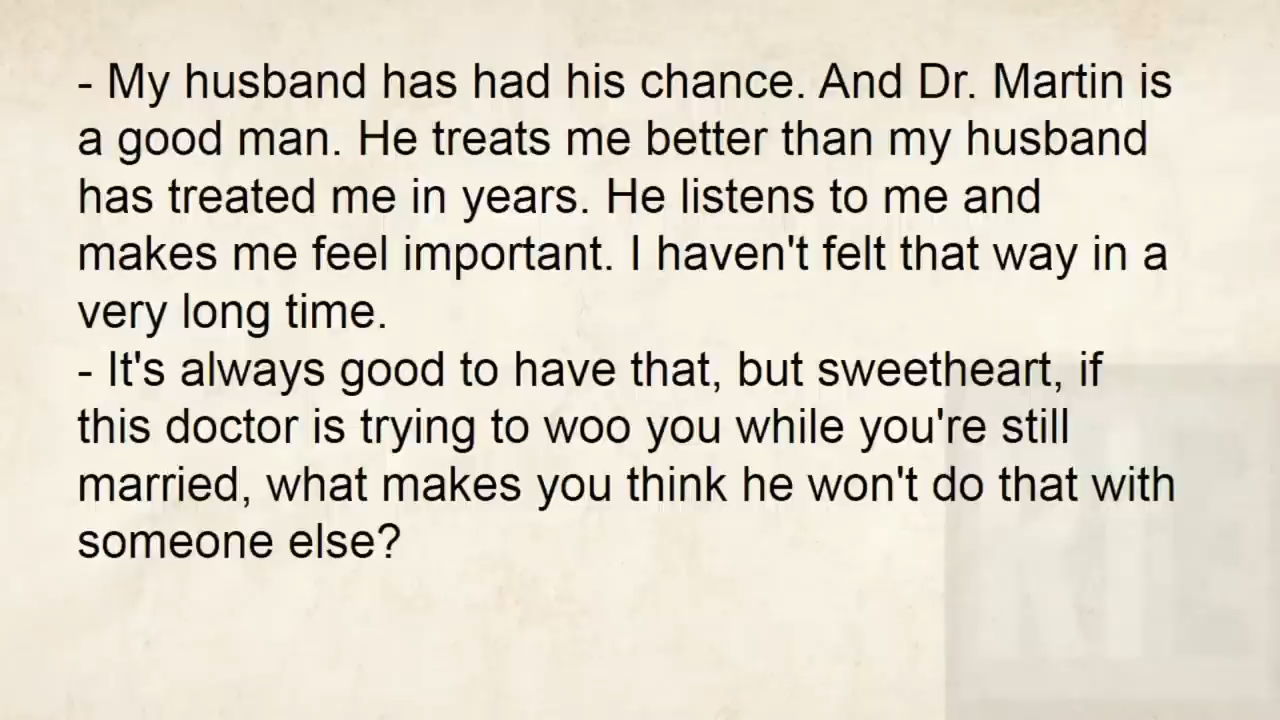 - My husband has had his chance. And Dr. Martin is
a good man. He treats me better than my husband
has treated me in years. He listens to me and
makes me feel important. I haven't felt that way in a
very long time.
- It's always good to have that, but sweetheart, if
this doctor is trying to woo you while you're still
married, what makes you think he won't do that with
someone else?